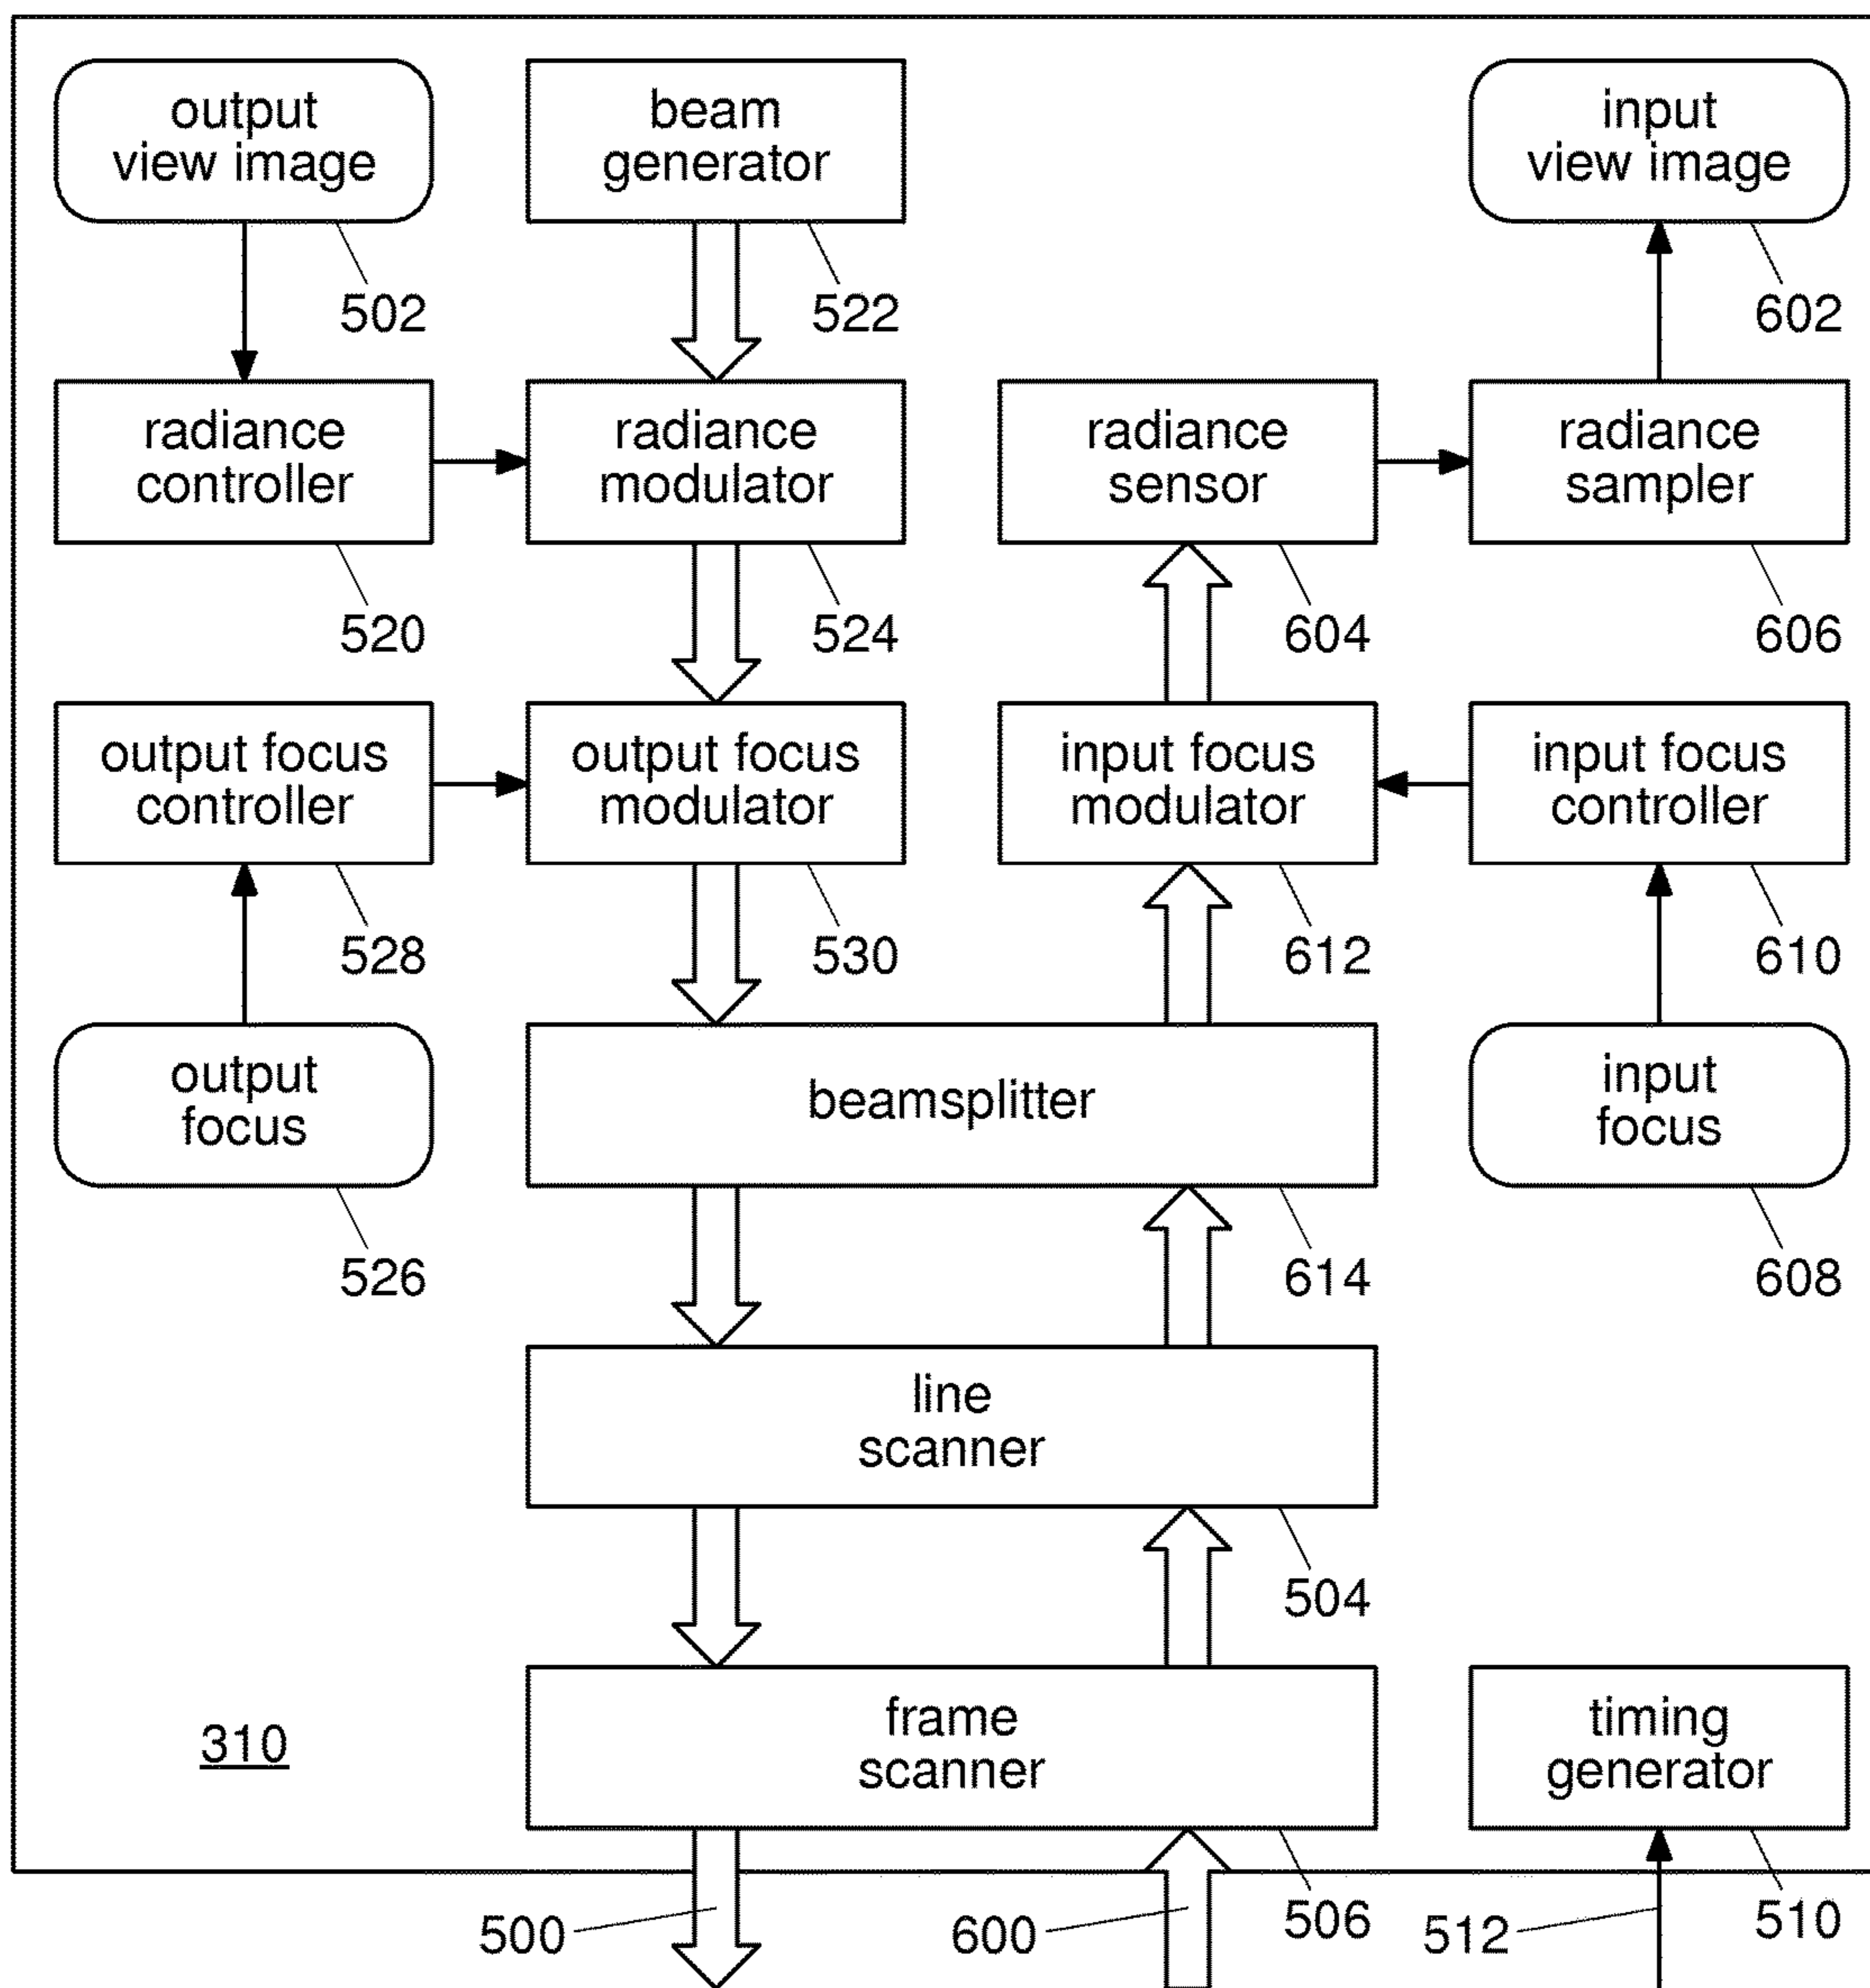 output
view image
beam
generator
input
view image
502
522
602
radiance
controller
radiance
modulator
radiance
sensor
radiance
sampler
520
524
604
606
output focus
controller
output focus
modulator
input focus
modulator
input focus
controller
528
530
612
610
output
focus
beamsplitter
input
focus
526
614
608
line
scanner
504
310
frame
scanner
timing
generator
500
600
506
512
510